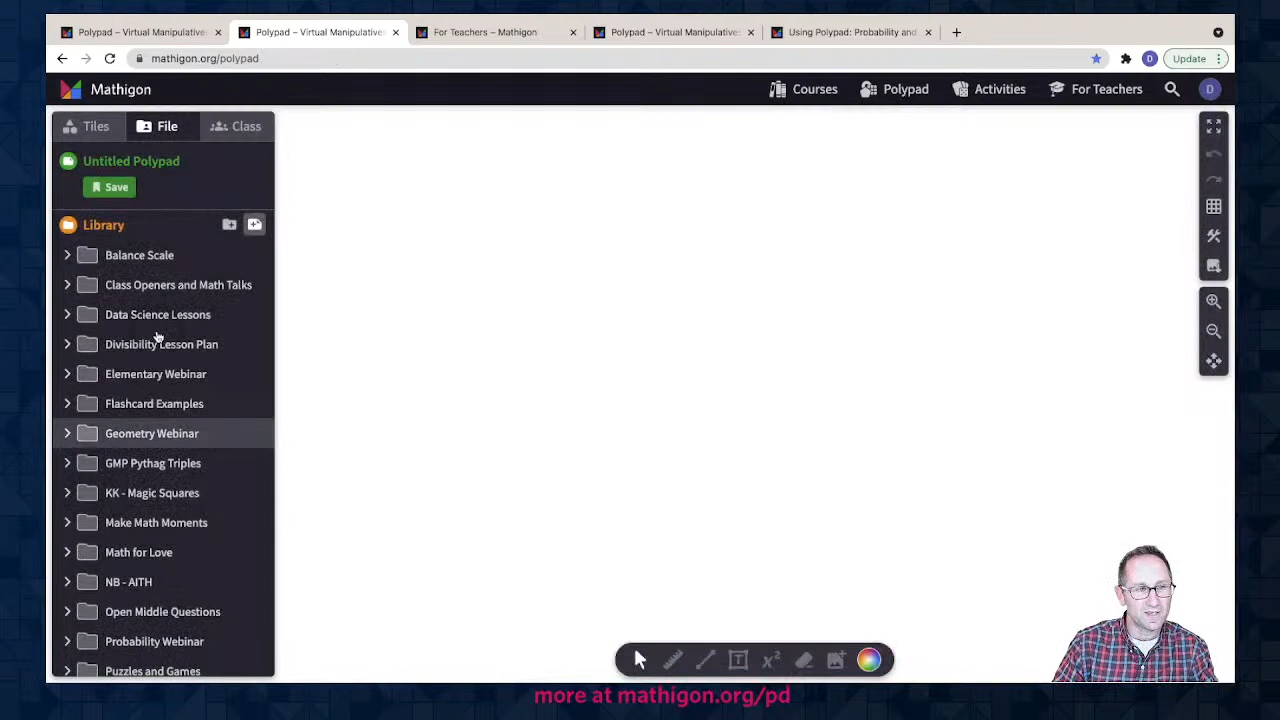 Polypad – Virtual Manipulatives
Polypad – Virtual Manipulatives
For Teachers – Mathigon
Polypad – Virtual Manipulatives
Using Polypad: Probability and
mathigon.org/polypad
D
Update
Mathigon
Courses
Polypad
Activities
For Teachers
D
Tiles
File
Class
Untitled Polypad
Save
Library
Balance Scale
Class Openers and Math Talks
Data Science Lessons
Divisibility Lesson Plan
Elementary Webinar
Flashcard Examples
Geometry Webinar
GMP Pythag Triples
KK - Magic Squares
Make Math Moments
Math for Love
NB - AITH
Open Middle Questions
Probability Webinar
Puzzles and Games
T
x²
more at mathigon.org/pd